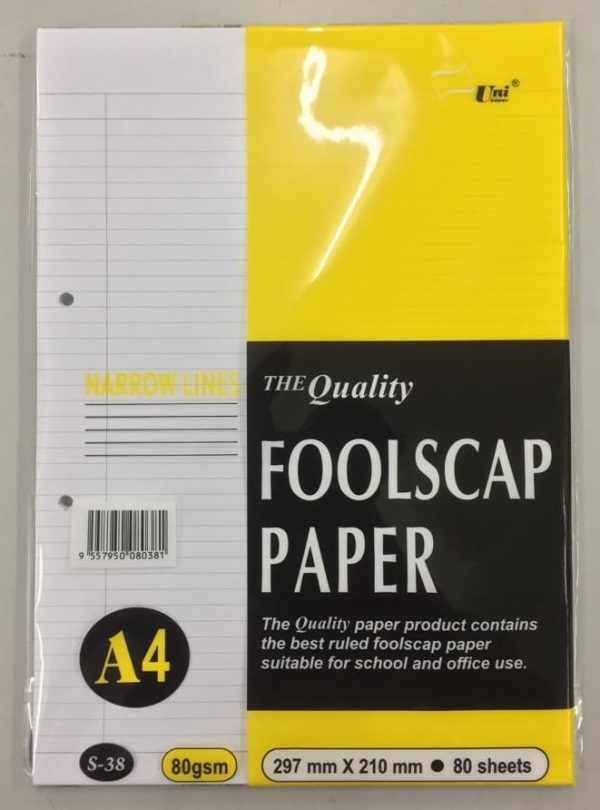 Uni®
Paper
NARROW LINES
THE Quality
FOOLSCAP
PAPER
The Quality paper product contains
the best ruled foolscap paper
suitable for school and office use.
9 557950 080381
A4
S-38
80gsm
297 mm X 210 mm ● 80 sheets